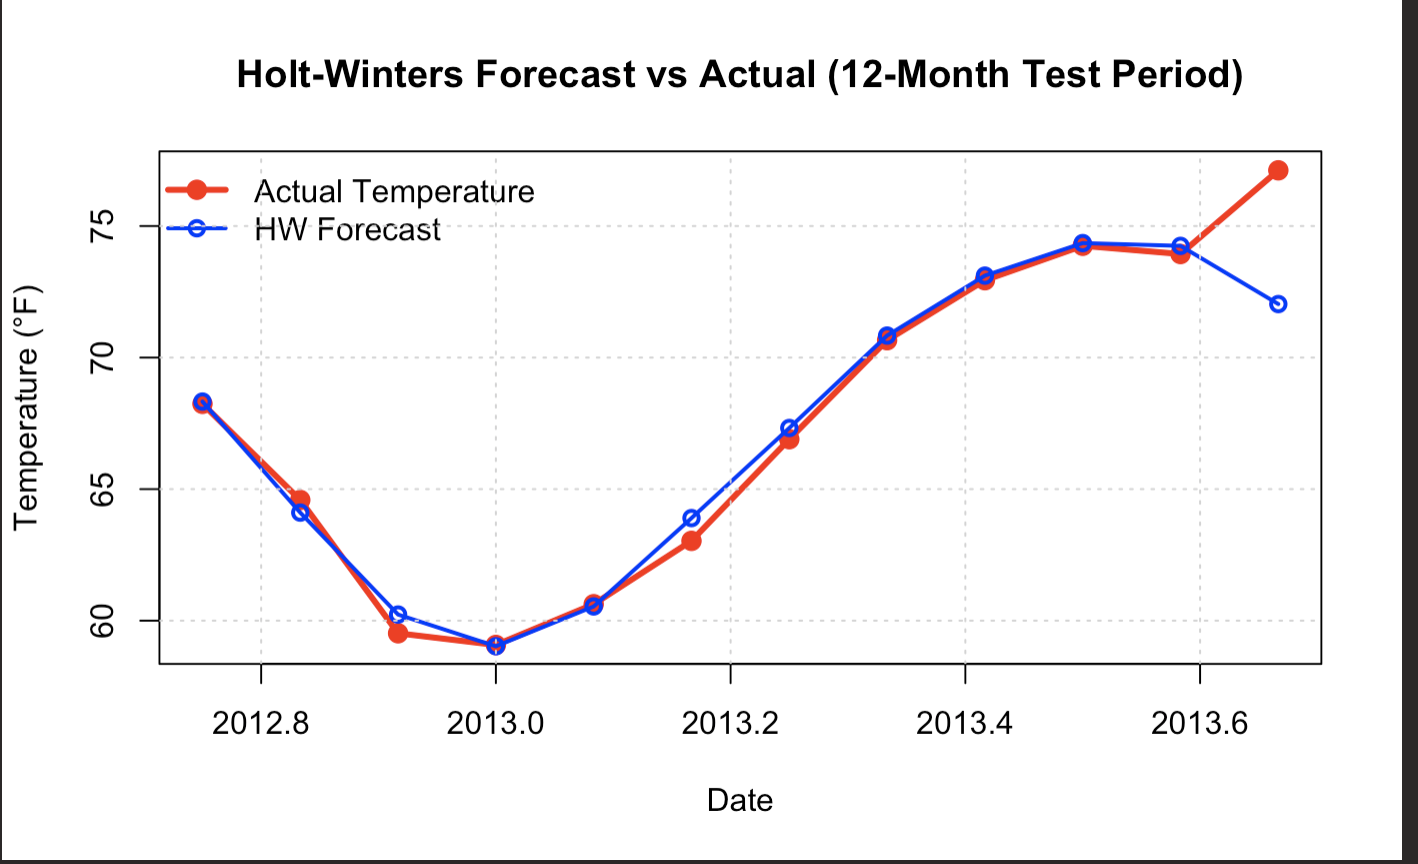 Holt-Winters Forecast vs Actual (12-Month Test Period)
Actual Temperature
HW Forecast
75
70
65
60
Temperature (°F)
2012.8 2013.0 2013.2 2013.4 2013.6
Date